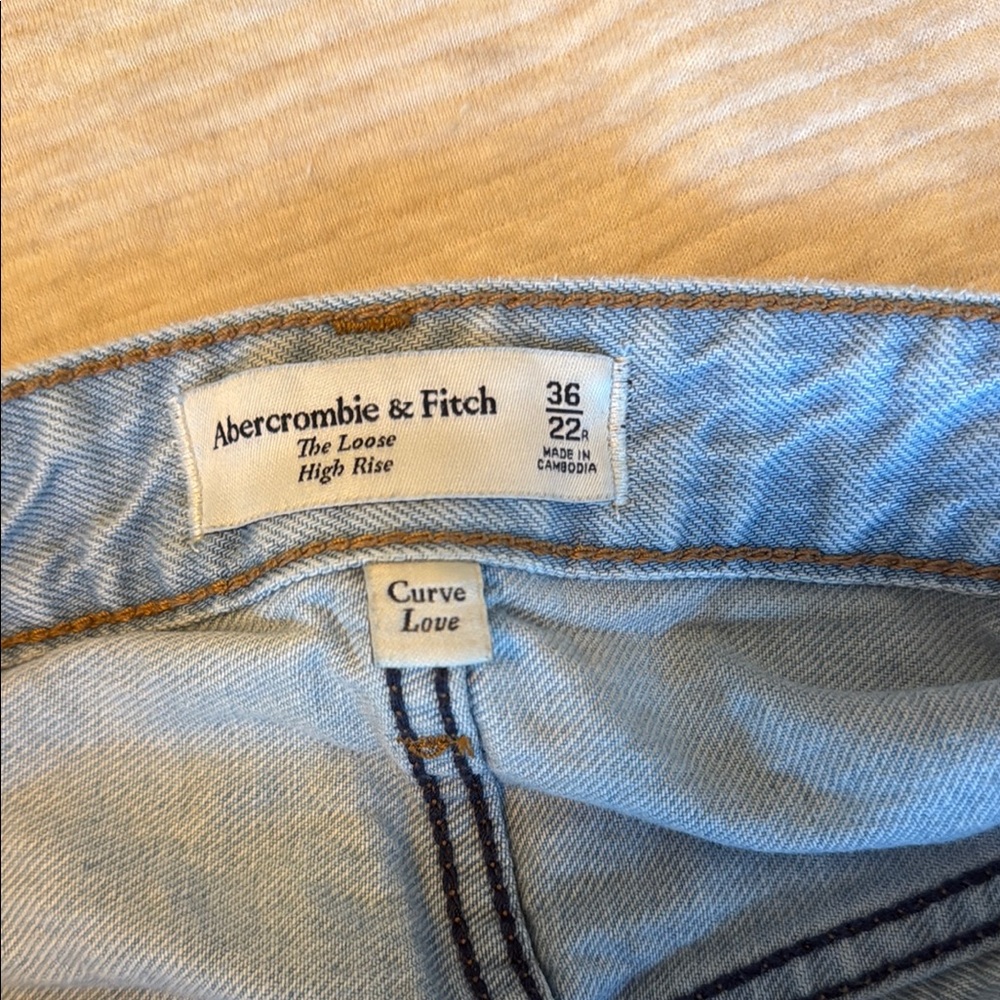 Abercrombie & Fitch
The Loose
High Rise
36
22R
MADE IN
CAMBODIA
Curve
Love